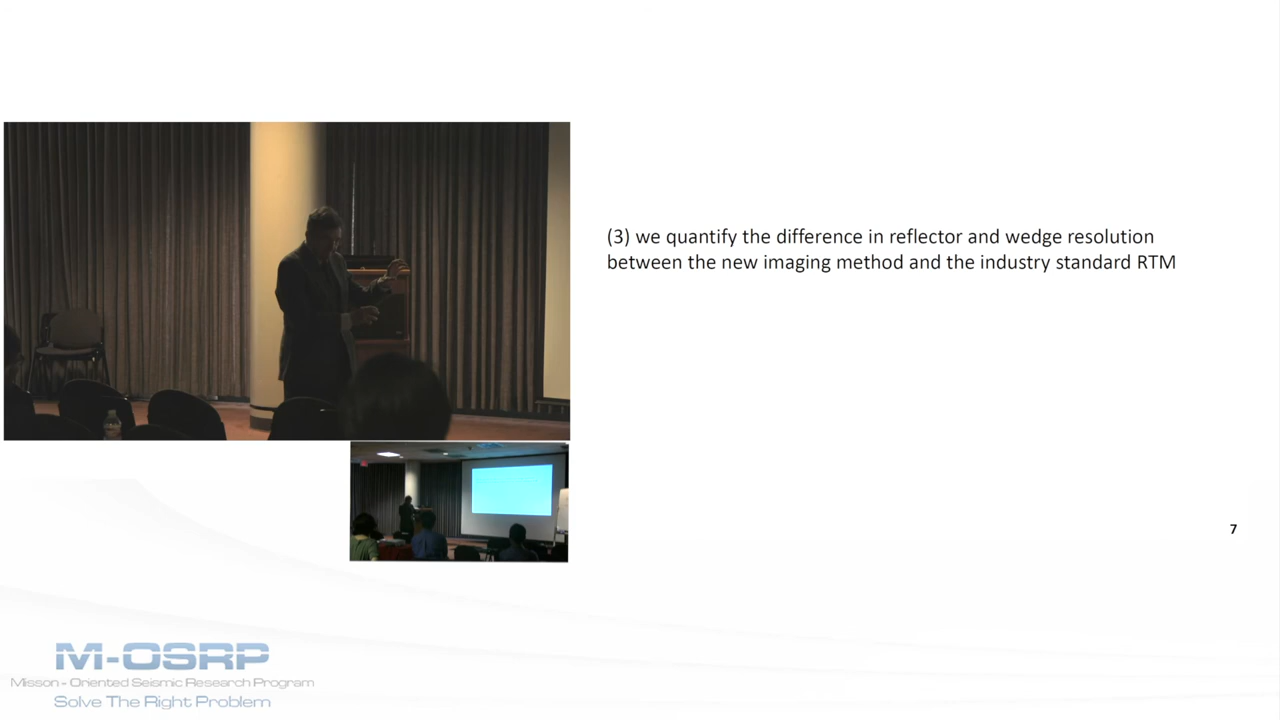 (3) we quantify the difference in reflector and wedge resolution
between the new imaging method and the industry standard RTM
7
M-OSRP
Misson - Oriented Seismic Research Program
Solve The Right Problem